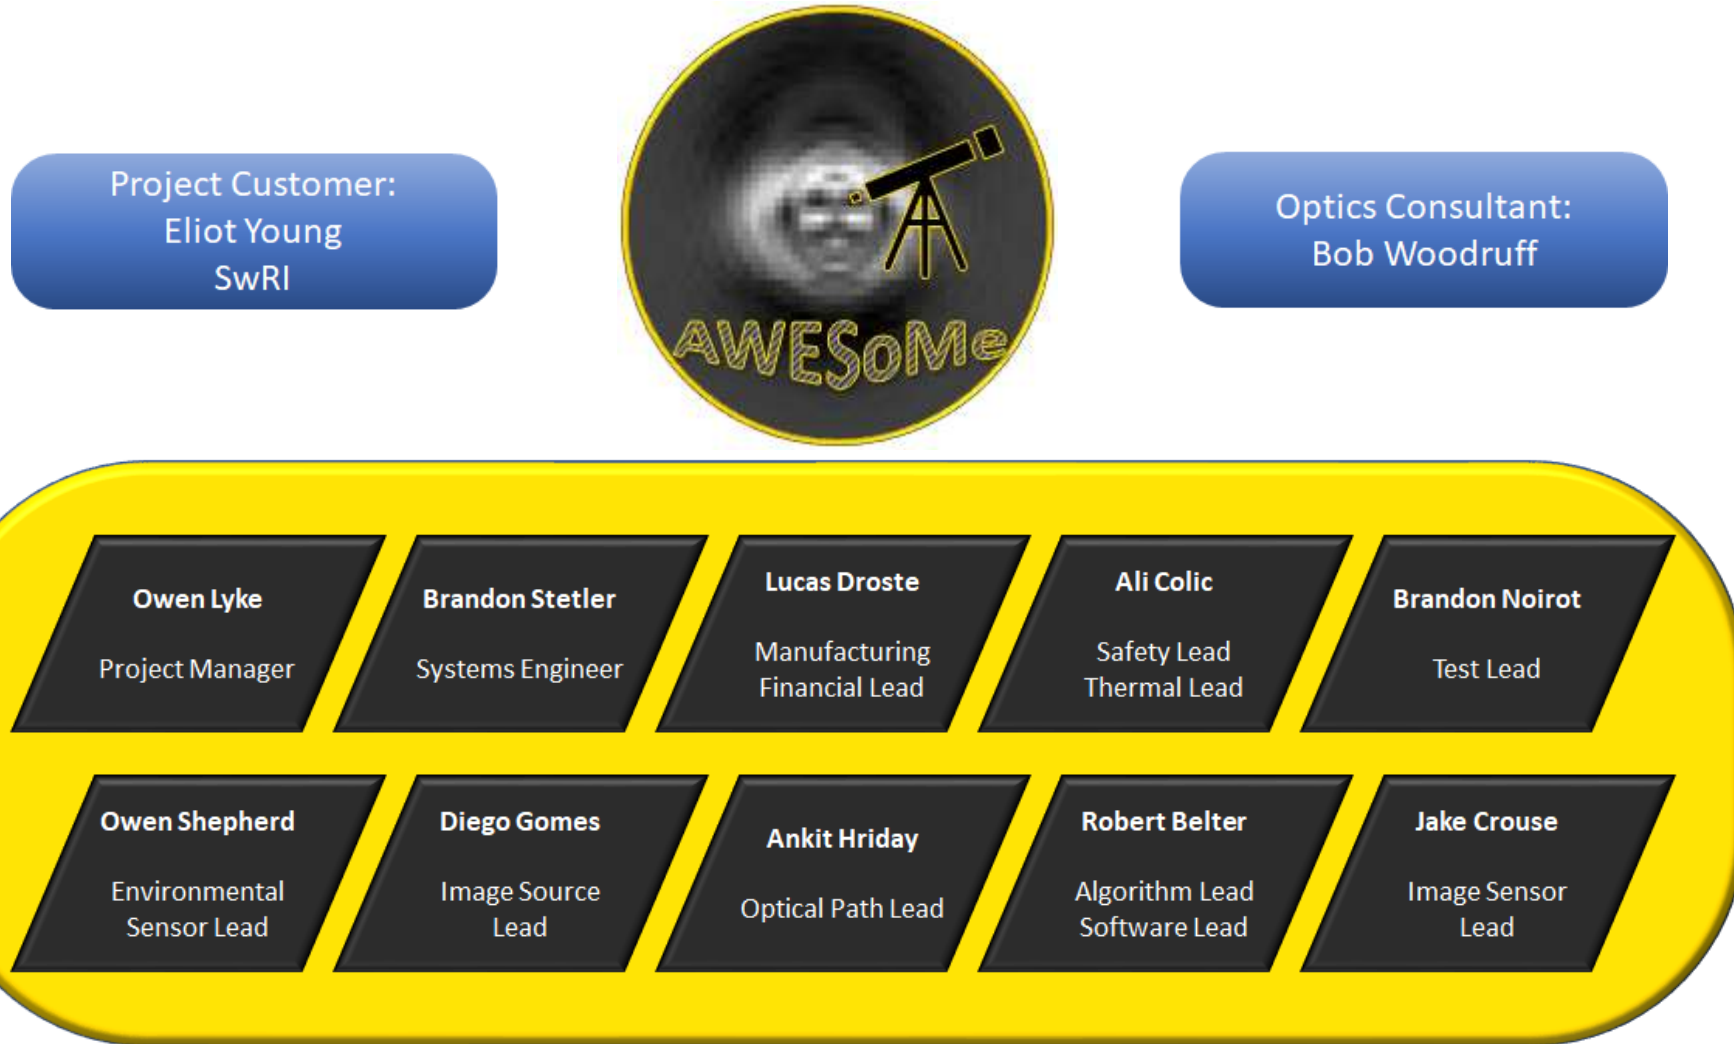 Project Customer:
Eliot Young
SwRI
AWESoMe
Optics Consultant:
Bob Woodruff
Owen Lyke
Project Manager
Brandon Stetler
Systems Engineer
Lucas Droste
Manufacturing
Financial Lead
Ali Colic
Safety Lead
Thermal Lead
Brandon Noirot
Test Lead
Owen Shepherd
Environmental
Sensor Lead
Diego Gomes
Image Source
Lead
Ankit Hriday
Optical Path Lead
Robert Belter
Algorithm Lead
Software Lead
Jake Crouse
Image Sensor
Lead